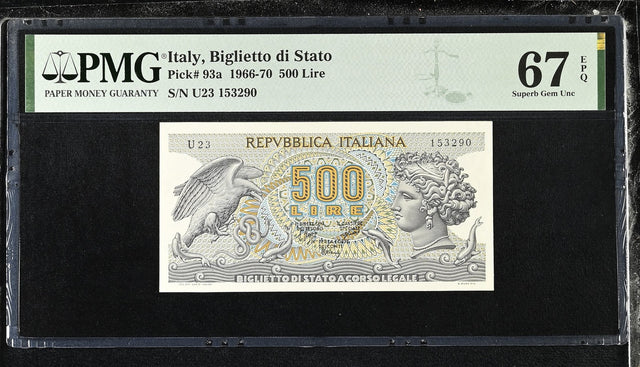 PMG
®
PAPER MONEY GUARANTY
Italy, Biglietto di Stato
Pick# 93a 1966-70 500 Lire
S/N U23 153290
67
EPQ
Superb Gem Unc
REPVBBLICA ITALIANA
U23
153290
500
LIRE
BIGLIETTO DI STATO A CORSO LEGALE